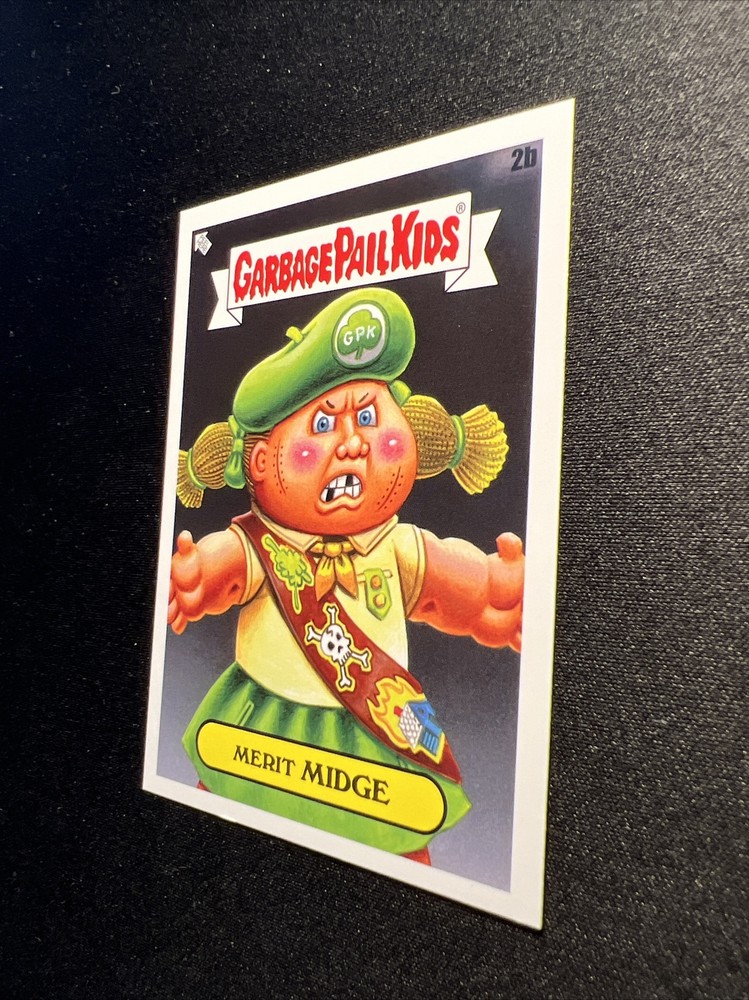 2b
GARBAGE PAIL KIDS®
GPK
MERIT MIDGE